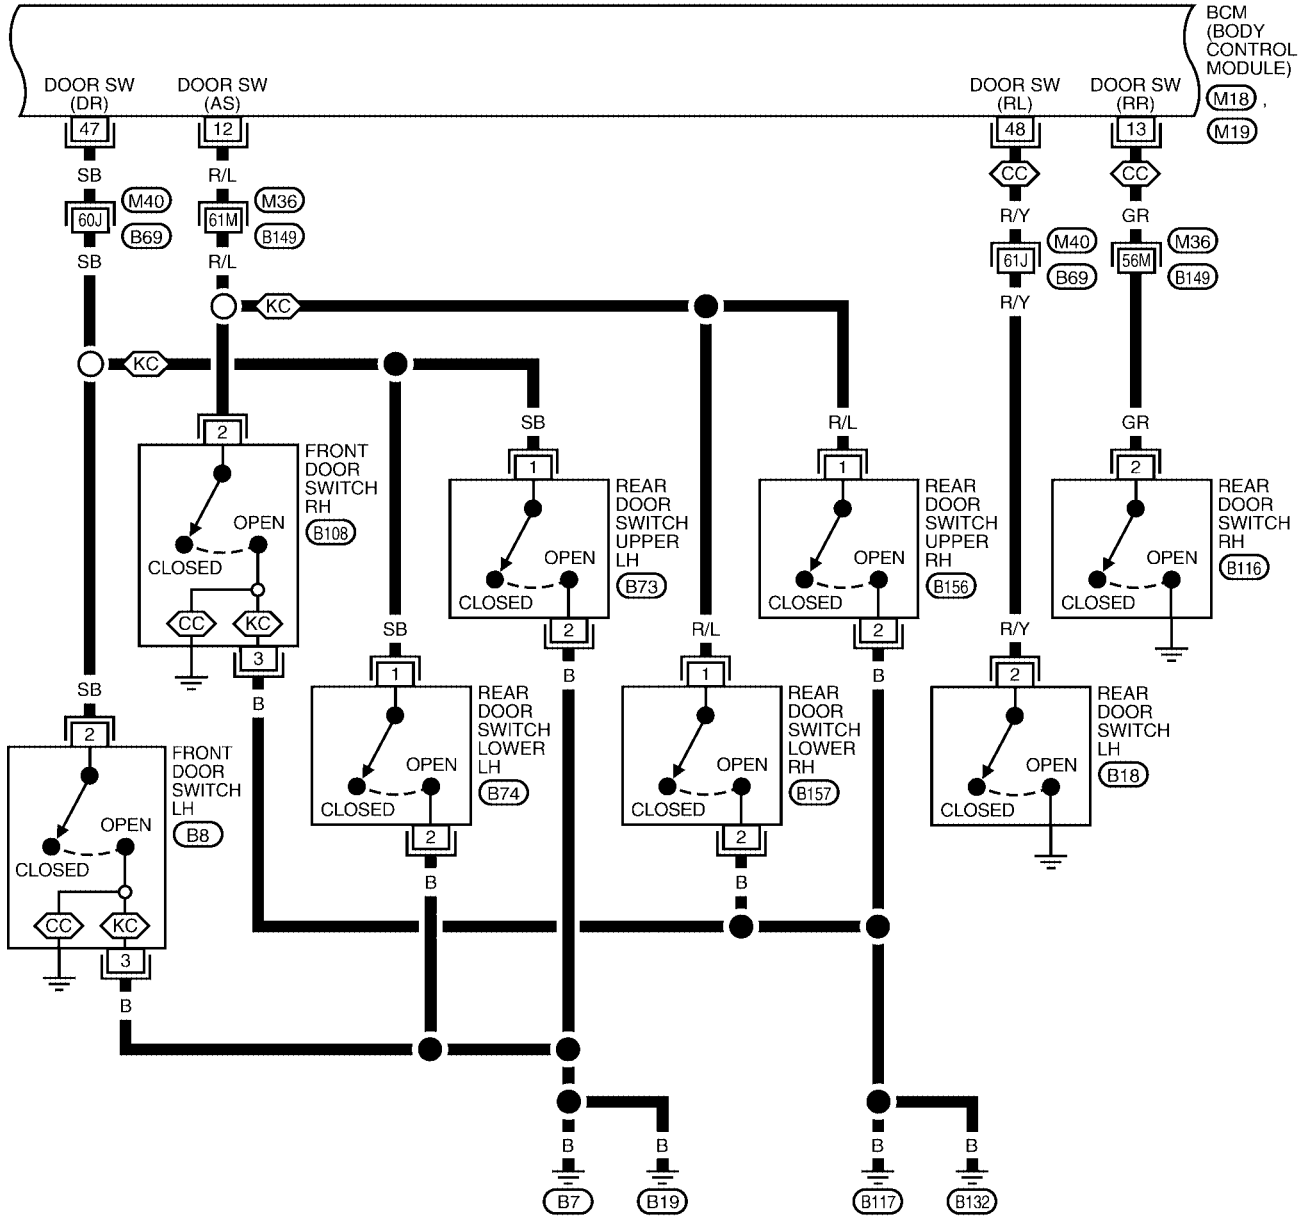 BCM
(BODY
CONTROL
MODULE)
M18 ,
M19
DOOR SW
(DR)
DOOR SW
(AS)
DOOR SW
(RL)
DOOR SW
(RR)
47
12
48
13
SB
R/L
CC
CC
60J
M40
B69
61M
M36
B149
R/Y
GR
61J
M40
B69
56M
M36
B149
SB
R/L
R/Y
KC
KC
SB
R/L
GR
2
FRONT
DOOR
SWITCH
RH
B108
OPEN
CLOSED
CC
KC
3
B
1
REAR
DOOR
SWITCH
UPPER
LH
B73
OPEN
CLOSED
2
B
1
REAR
DOOR
SWITCH
UPPER
RH
B156
OPEN
CLOSED
2
B
2
REAR
DOOR
SWITCH
RH
B116
OPEN
CLOSED
SB
SB
R/L
R/Y
2
FRONT
DOOR
SWITCH
LH
B8
OPEN
CLOSED
CC
KC
3
B
1
REAR
DOOR
SWITCH
LOWER
LH
B74
OPEN
CLOSED
2
B
1
REAR
DOOR
SWITCH
LOWER
RH
B157
OPEN
CLOSED
2
B
2
REAR
DOOR
SWITCH
LH
B18
OPEN
CLOSED
B
B
B
B
B7
B19
B117
B132